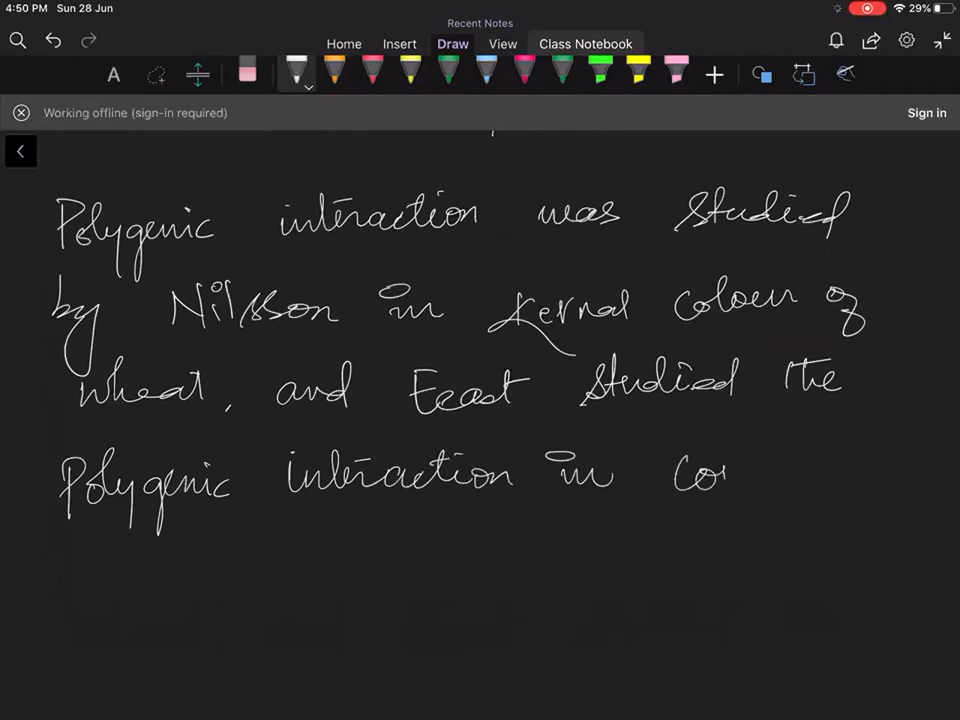 4:50 PM Sun 28 Jun
29%
Recent Notes
Home Insert Draw View Class Notebook
A
Working offline (sign-in required)
Sign in
Polygenic interaction was studied
by Nilsson in Kernal colour of
wheat, and East studied the
Polygenic interaction in cor